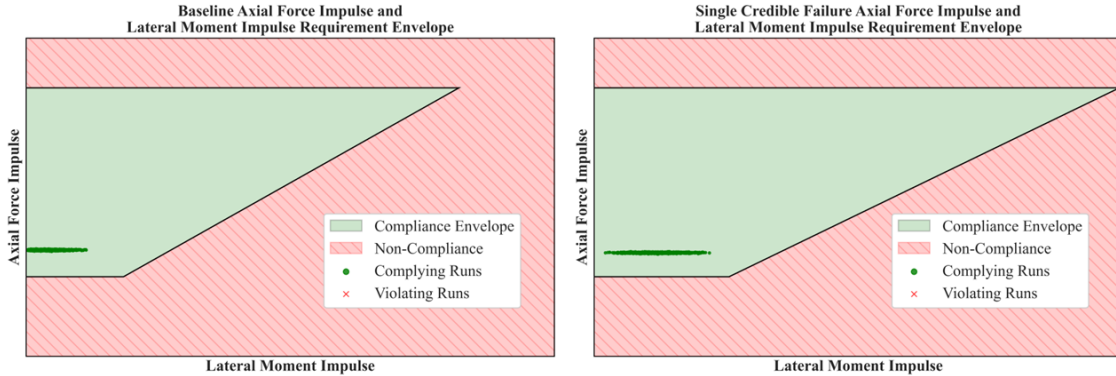 Baseline Axial Force Impulse and
Lateral Moment Impulse Requirement Envelope
Axial Force Impulse
Compliance Envelope
Non-Compliance
Complying Runs
Violating Runs
Lateral Moment Impulse
Single Credible Failure Axial Force Impulse and
Lateral Moment Impulse Requirement Envelope
Axial Force Impulse
Compliance Envelope
Non-Compliance
Complying Runs
Violating Runs
Lateral Moment Impulse